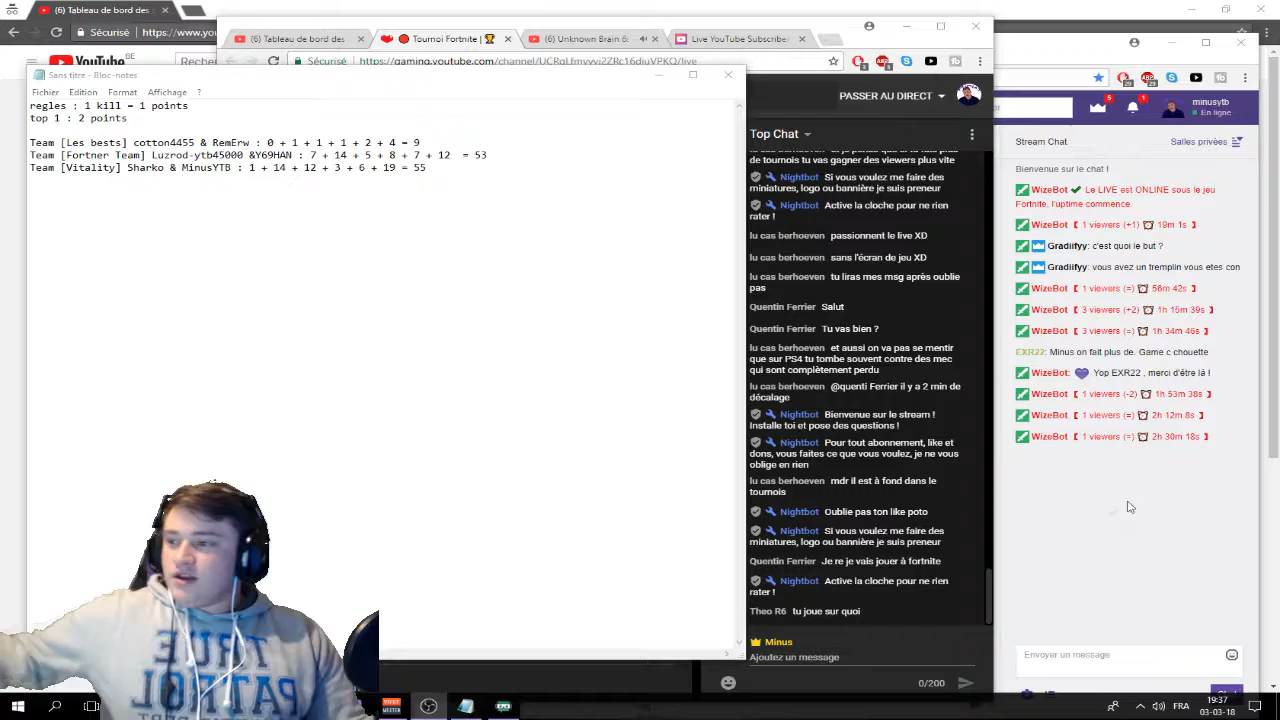 (6) Tableau de bord
Sécurisé https://www.you
YouTube BE
(6) Tableau de bord des
Tournoi Fortnite |
(6) Unknown Brain &
Live YouTube Subscriber
Sécurisé
Sans titre - Bloc-notes
Fichier Edition Format Affichage ?
regles : 1 kill = 1 points
top 1 : 2 points
Team [Les bests] cotton4455 & RemErw : 0 + 1 + 1 + 1 + 2 + 4 = 9
Team [Fortner Team] Luzrod-ytb45000 &Y69HAN : 7 + 14 + 5 + 8 + 7 + 12 = 53
Team [Vitality] Sharko & MinusYTB : 1 + 14 + 12 + 3 + 6 + 19 = 55
PASSER AU DIRECT
Top Chat
de tournois tu vas gagner des viewers plus vite
Nightbot Si vous voulez me faire des
miniatures, logo ou bannière je suis preneur
Nightbot Active la cloche pour ne rien
rater !
lu cas berhoeven passionnent le live XD
lu cas berhoeven sans l'écran de jeu XD
lu cas berhoeven tu liras mes msg après oublie
pas
Quentin Ferrier Salut
Quentin Ferrier Tu vas bien ?
lu cas berhoeven et aussi on va pas se mentir
que sur PS4 tu tombe souvent contre des mec
qui sont complètement perdu
lu cas berhoeven @quenti Ferrier il y a 2 min de
décalage
Nightbot Bienvenue sur le stream !
Installe toi et pose des questions !
Nightbot Pour tout abonnement, like et
dons, vous faites ce que vous voulez, je ne vous
oblige en rien
lu cas berhoeven mdr il est à fond dans le
tournois
Nightbot Oublie pas ton like poto
Nightbot Si vous voulez me faire des
miniatures, logo ou bannière je suis preneur
Quentin Ferrier Je re je vais jouer à fortnite
Nightbot Active la cloche pour ne rien
rater !
Theo R6 tu joue sur quoi
Minus
Ajoutez un message
0/200
5 1 minusytb
En ligne
Stream Chat Salles privées
Bienvenue sur le chat !
WizeBot Le LIVE est ONLINE sous le jeu
Fortnite, l'uptime commence.
WizeBot 【 1 viewers (+1) 19m 1s 】
Gradiifyy: c'est quoi le but ?
Gradiifyy: vous avez un tremplin vous etes con
WizeBot 【 1 viewers (=) 56m 42s 】
WizeBot 【 3 viewers (+2) 1h 15m 39s 】
WizeBot 【 3 viewers (=) 1h 34m 46s 】
EXR22: Minus on fait plus de. Game c chouette
WizeBot: Yop EXR22 , merci d'être là !
WizeBot 【 1 viewers (-2) 1h 53m 38s 】
WizeBot 【 1 viewers (=) 2h 12m 8s 】
WizeBot 【 1 viewers (=) 2h 30m 18s 】
Envoyer un message
FRA 19:37
03-03-18